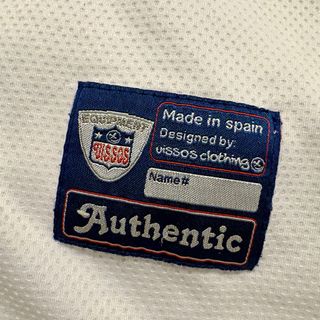 EQUIPMENT
VISSOS
Made in spain
Designed by:
vissos clothing
Name#
Authentic